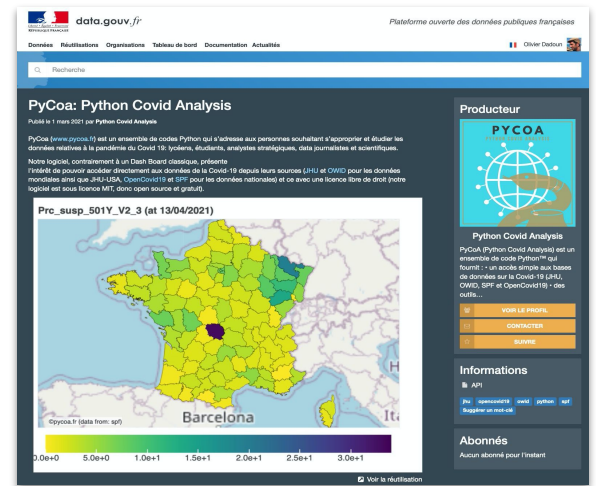 data.gouv.fr
RÉPUBLIQUE FRANÇAISE
Plateforme ouverte des données publiques françaises
Données Réutilisations Organisations Tableau de bord Documentation Actualités
Olivier Dadoun
Recherche
PyCoa: Python Covid Analysis
Publié le 1 mars 2021 par Python Covid Analysis
PyCoa (www.pycoa.fr) est un ensemble de codes Python qui s'adresse aux personnes souhaitant s'approprier et étudier les
données relatives à la pandémie du Covid 19: lycéens, étudiants, analystes stratégiques, data journalistes et scientifiques.
Notre logiciel, contrairement à un Dash Board classique, présente
l'intérêt de pouvoir accéder directement aux données de la Covid-19 depuis leurs sources (JHU et OWID pour les données
mondiales ainsi que JHU-USA, OpenCovid19 et SPF pour les données nationales) et ce avec une licence libre de droit (notre
logiciel est sous licence MIT, donc open source et gratuit).
Prc_susp_501Y_V2_3 (at 13/04/2021)
Barcelona
Ita
©pycoa.fr (data from: spf)
0.0e+0 5.0e+0 1.0e+1 1.5e+1 2.0e+1 2.5e+1 3.0e+1
Voir la réutilisation
Producteur
PYCOA
Python Covid Analysis
PyCoA (Python Covid Analysis) est un
ensemble de code Python™ qui
fournit : • un accès simple aux bases
de données sur la Covid-19 (JHU,
OWID, SPF et OpenCovid19) • des
outils…
VOIR LE PROFIL
CONTACTER
SUIVRE
Informations
API
jhu opencovid19 owid python spf
Suggérer un mot-clé
Abonnés
Aucun abonné pour l'instant